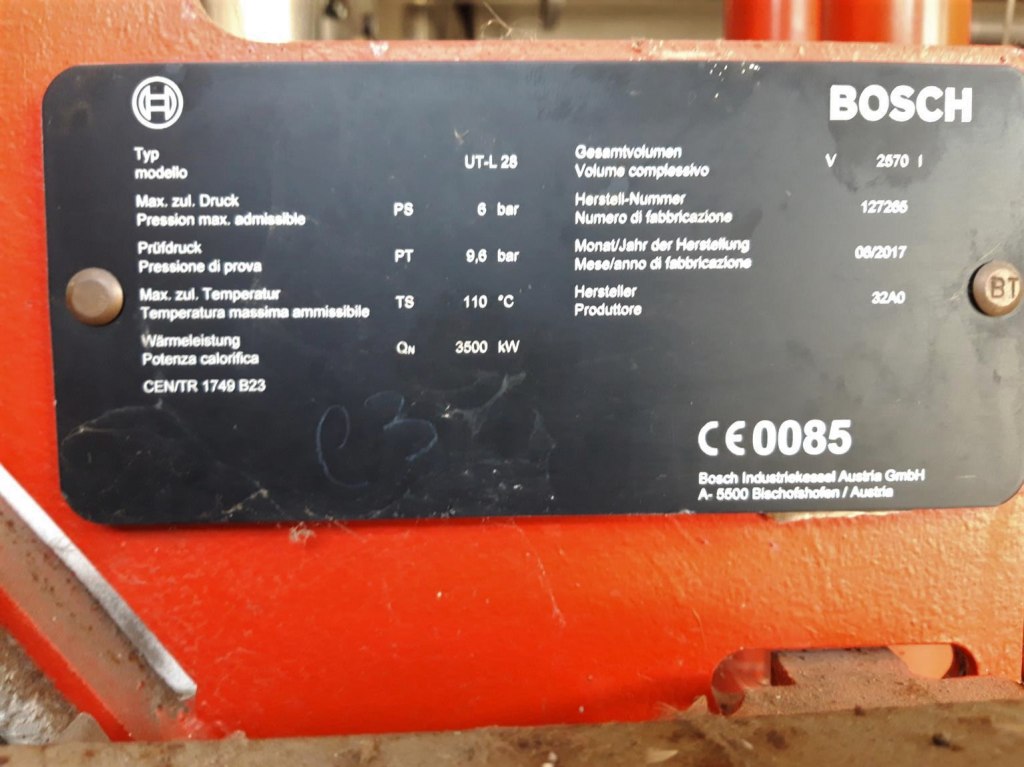 BOSCH
Typ
modello
UT-L 28
Max. zul. Druck
Pression max. admissible
PS 6 bar
Prüfdruck
Pressione di prova
PT 9,6 bar
Max. zul. Temperatur
Temperatura massima ammissibile
TS 110 °C
Wärmeleistung
Potenza calorifica
QN 3500 kW
CEN/TR 1749 B23
Gesamtvolumen
Volume complessivo
V 2570 l
Herstell-Nummer
Numero di fabbricazione
127265
Monat/Jahr der Herstellung
Mese/anno di fabbricazione
06/2017
Hersteller
Produttore
32A0
BT
C3
CE 0085
Bosch Industriekessel Austria GmbH
A- 5500 Bischofshofen / Austria